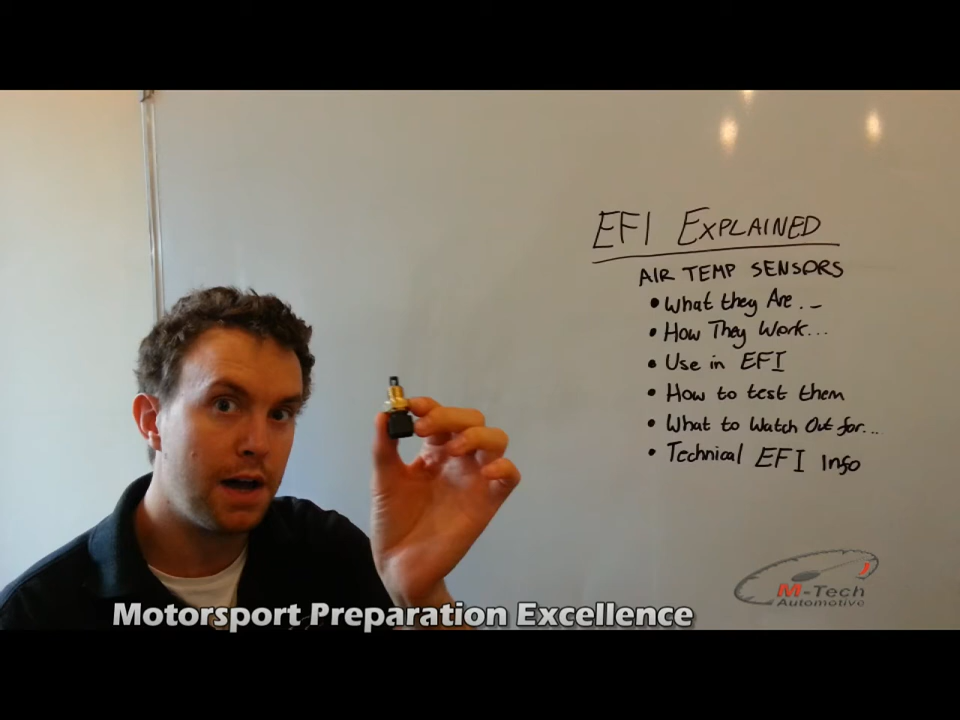 EFI EXPLAINED
AIR TEMP SENSORS
• What they Are . _
• How They Work...
• Use in EFI
• How to test them
• What to Watch Out for...
• Technical EFI Info
M-Tech
Automotive
Motorsport Preparation Excellence